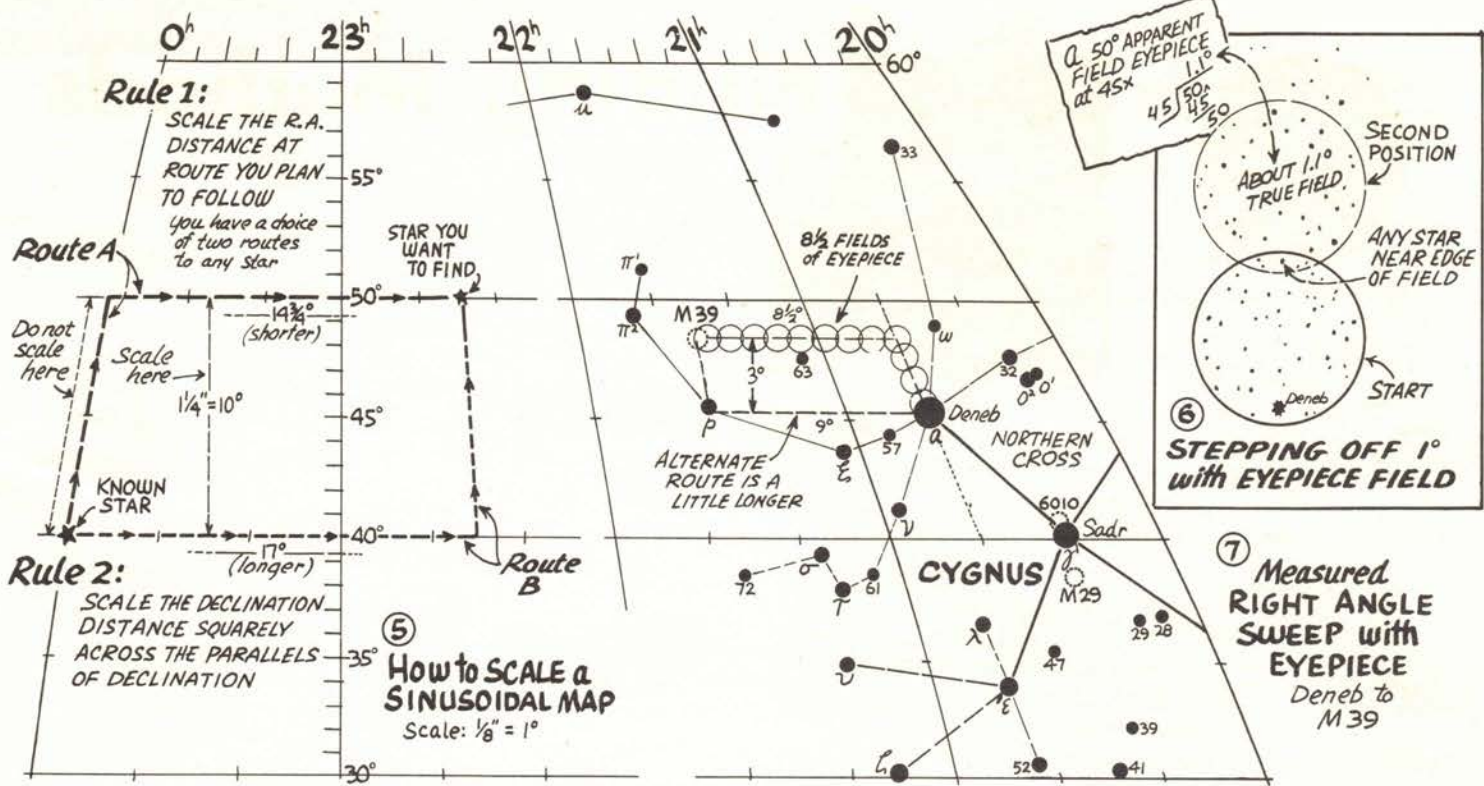 0h
23h
22h
21h
20h
60°
55°
50°
45°
40°
35°
30°
Rule 1:
SCALE THE R.A.
DISTANCE AT
ROUTE YOU PLAN
TO FOLLOW
you have a choice
of two routes
to any star
Route A
STAR YOU
WANT
TO FIND
14¾°
(shorter)
Do not
scale
here
Scale
here
1¼"=10°
KNOWN
STAR
17°
(longer)
Route
B
Rule 2:
SCALE THE DECLINATION
DISTANCE SQUARELY
ACROSS THE PARALLELS
OF DECLINATION
⑤
How to SCALE a
SINUSOIDAL MAP
Scale: ⅛" = 1°
μ
33
π'
π²
M39
8½ FIELDS
of EYEPIECE
8½°
63
3°
ρ
9°
ω
32
O²
O'
Deneb
α
57
ξ
ALTERNATE
ROUTE IS A
LITTLE LONGER
NORTHERN
CROSS
ν
6010
Sadr
γ
72
σ
τ
61
CYGNUS
M29
λ
29
28
47
υ
ε
39
ζ
52
41
a 50° APPARENT
FIELD EYEPIECE
at 45x
1.1°
45
50.
45
50
SECOND
POSITION
ABOUT 1.1°
TRUE FIELD
ANY STAR
NEAR EDGE
OF FIELD
Deneb
START
⑥
STEPPING OFF 1°
with EYEPIECE FIELD
⑦
Measured
RIGHT ANGLE
SWEEP with
EYEPIECE
Deneb to
M39